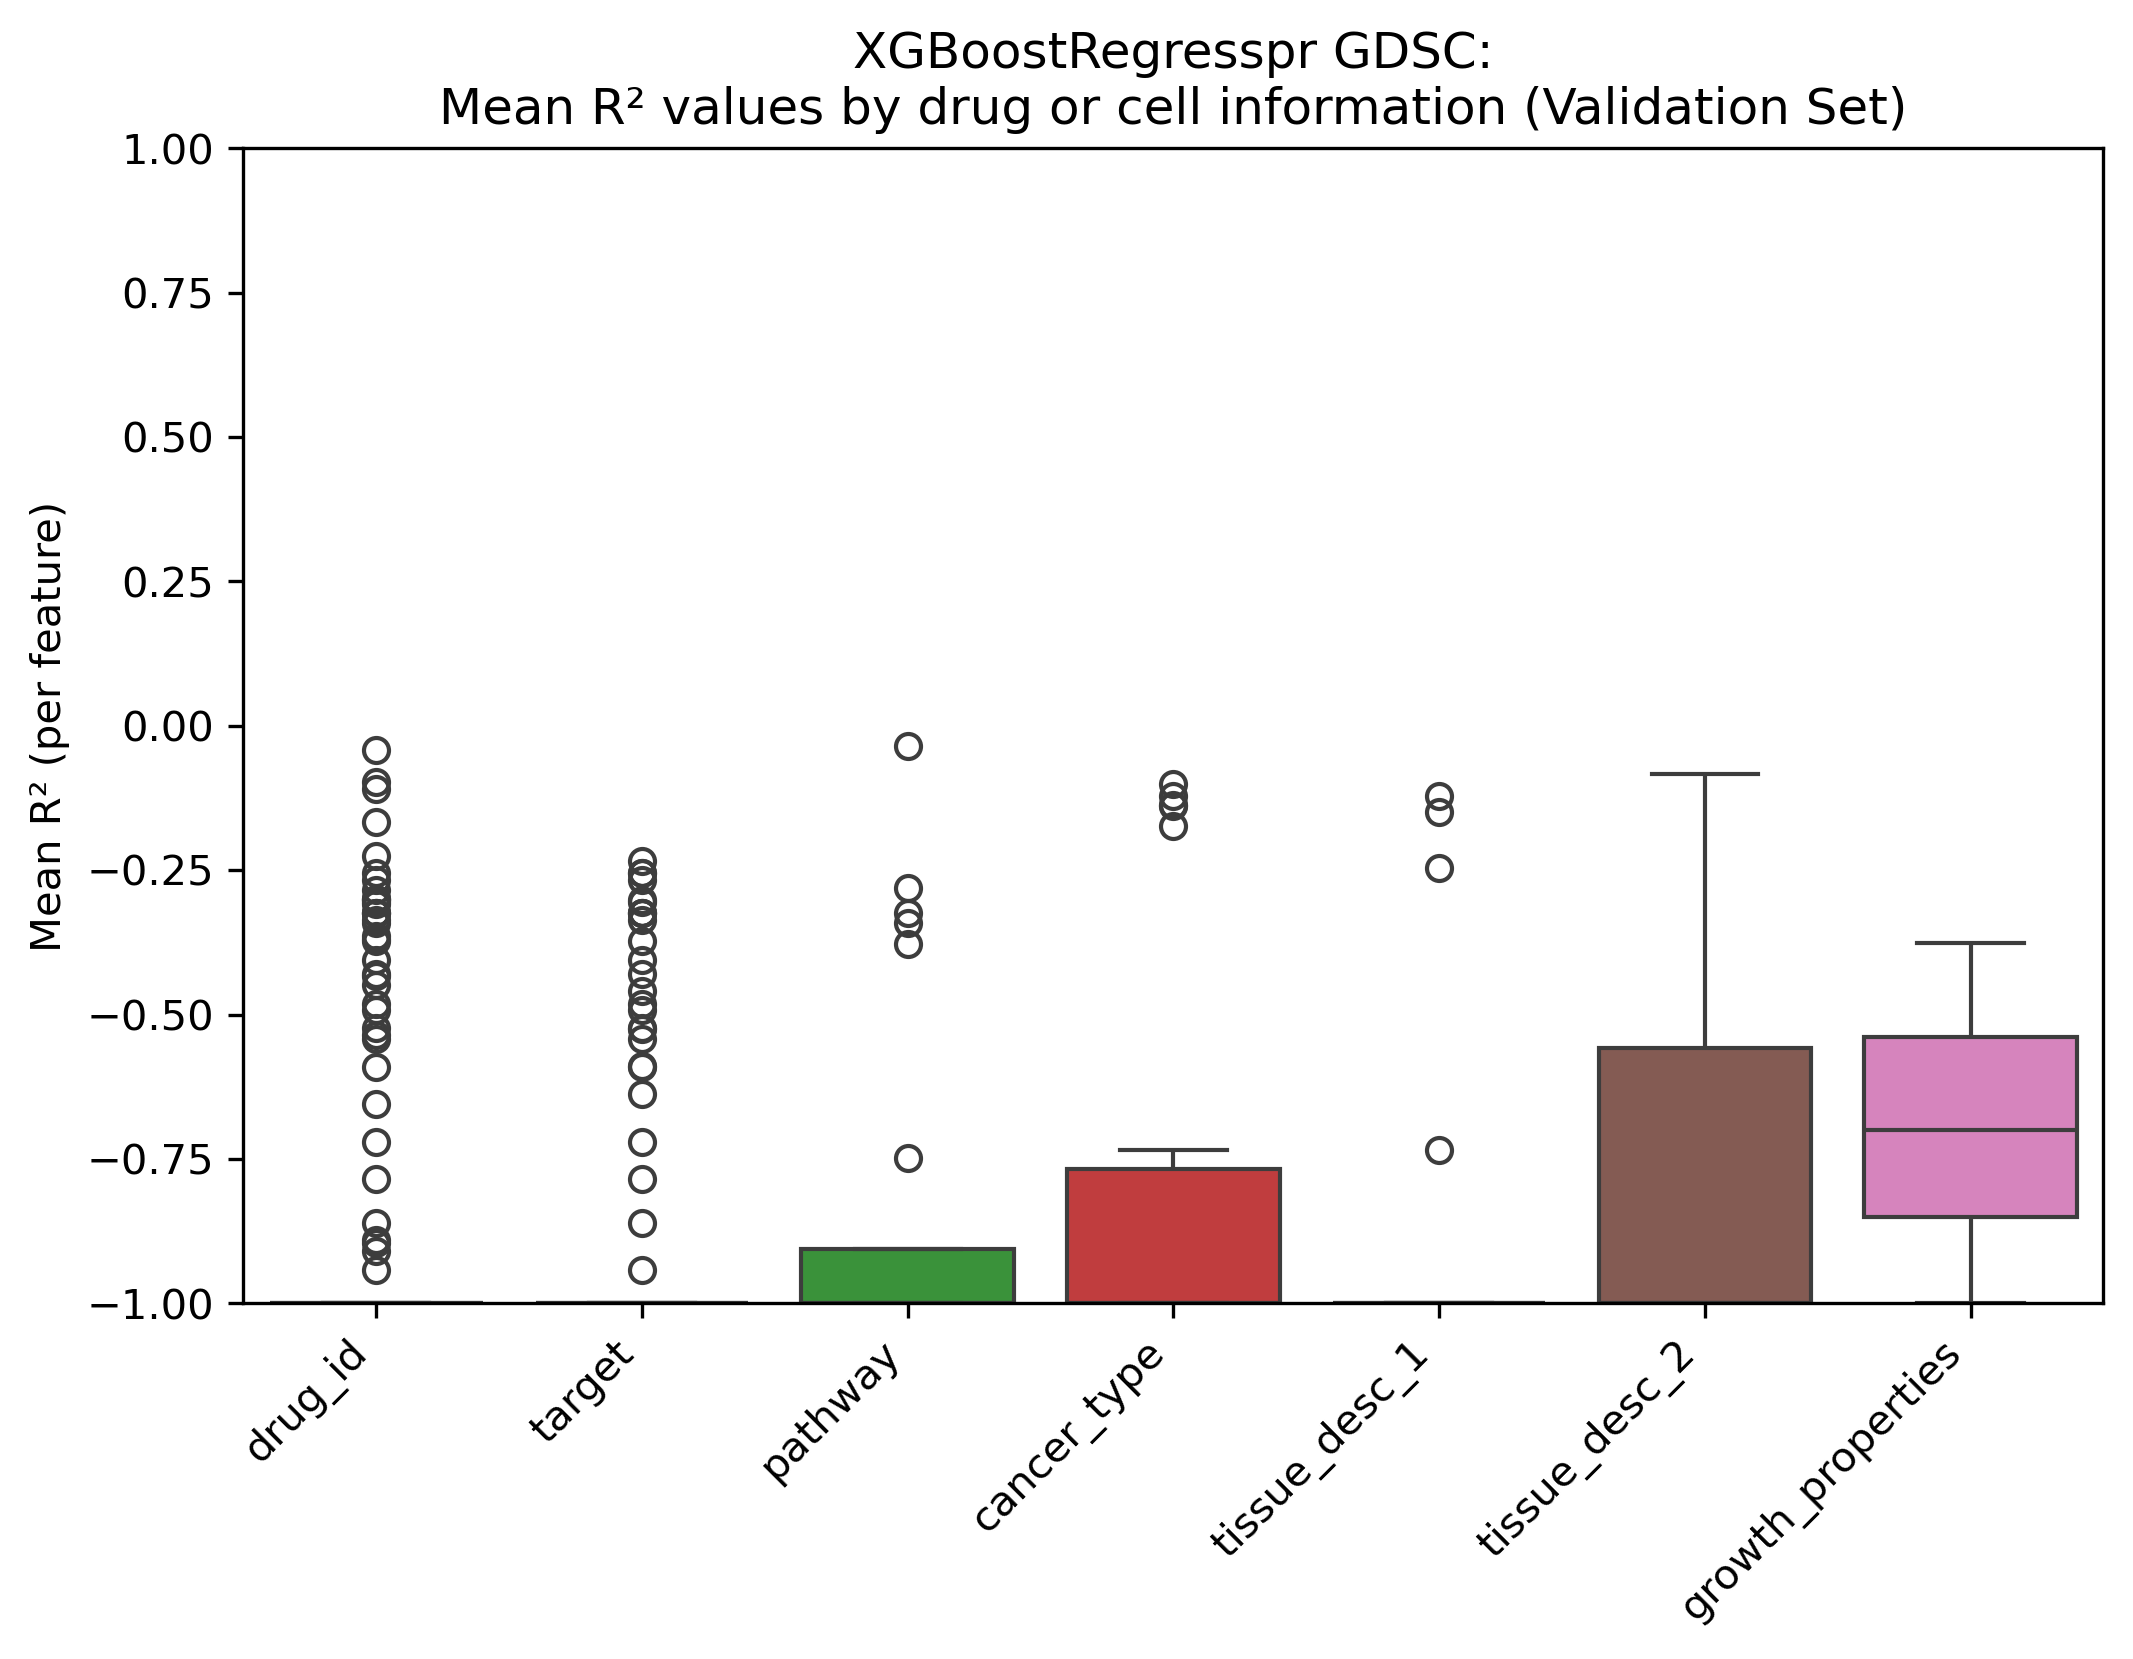 XGBoostRegresspr GDSC:
Mean R² values by drug or cell information (Validation Set)
Mean R² (per feature)
1.00
0.75
0.50
0.25
0.00
−0.25
−0.50
−0.75
−1.00
drug_id
target
pathway
cancer_type
tissue_desc_1
tissue_desc_2
growth_properties